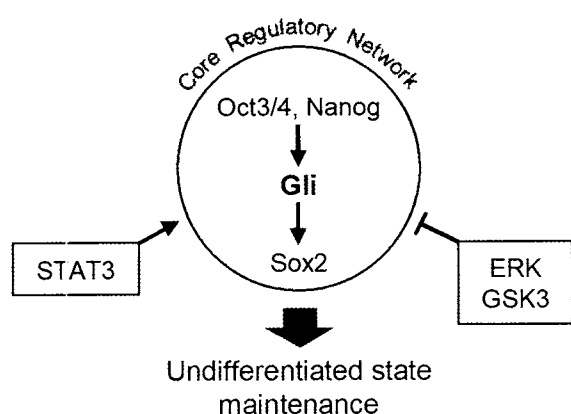 Core Regulatory Network
Oct3/4, Nanog
Gli
Sox2
STAT3
ERK
GSK3
Undifferentiated state
maintenance